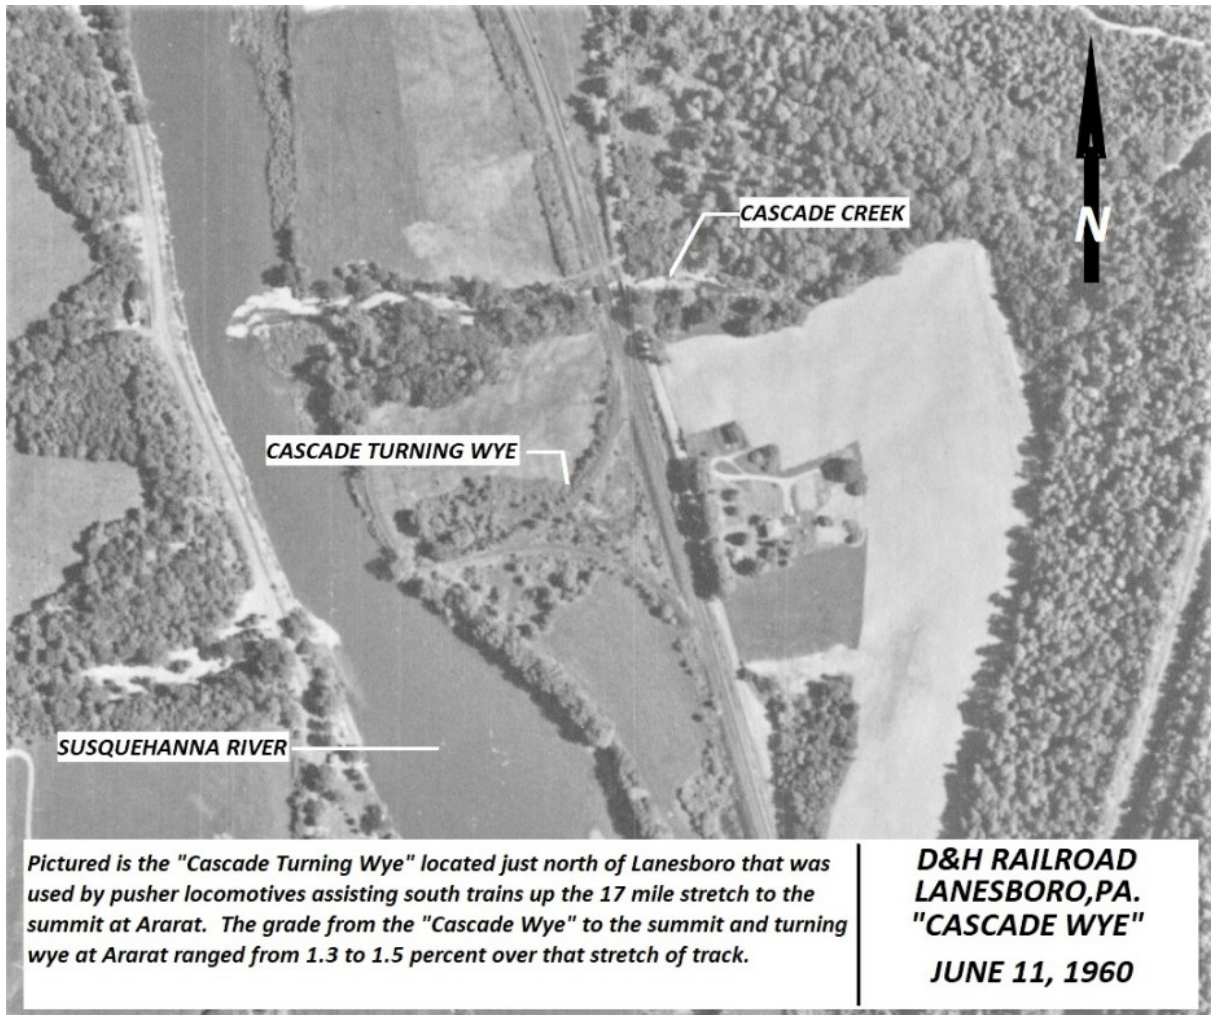 CASCADE CREEK
N
CASCADE TURNING WYE
SUSQUEHANNA RIVER
Pictured is the "Cascade Turning Wye" located just north of Lanesboro that was
used by pusher locomotives assisting south trains up the 17 mile stretch to the
summit at Ararat.  The grade from the "Cascade Wye" to the summit and turning
wye at Ararat ranged from 1.3 to 1.5 percent over that stretch of track.
D&H RAILROAD
LANESBORO,PA.
"CASCADE WYE"
JUNE 11, 1960